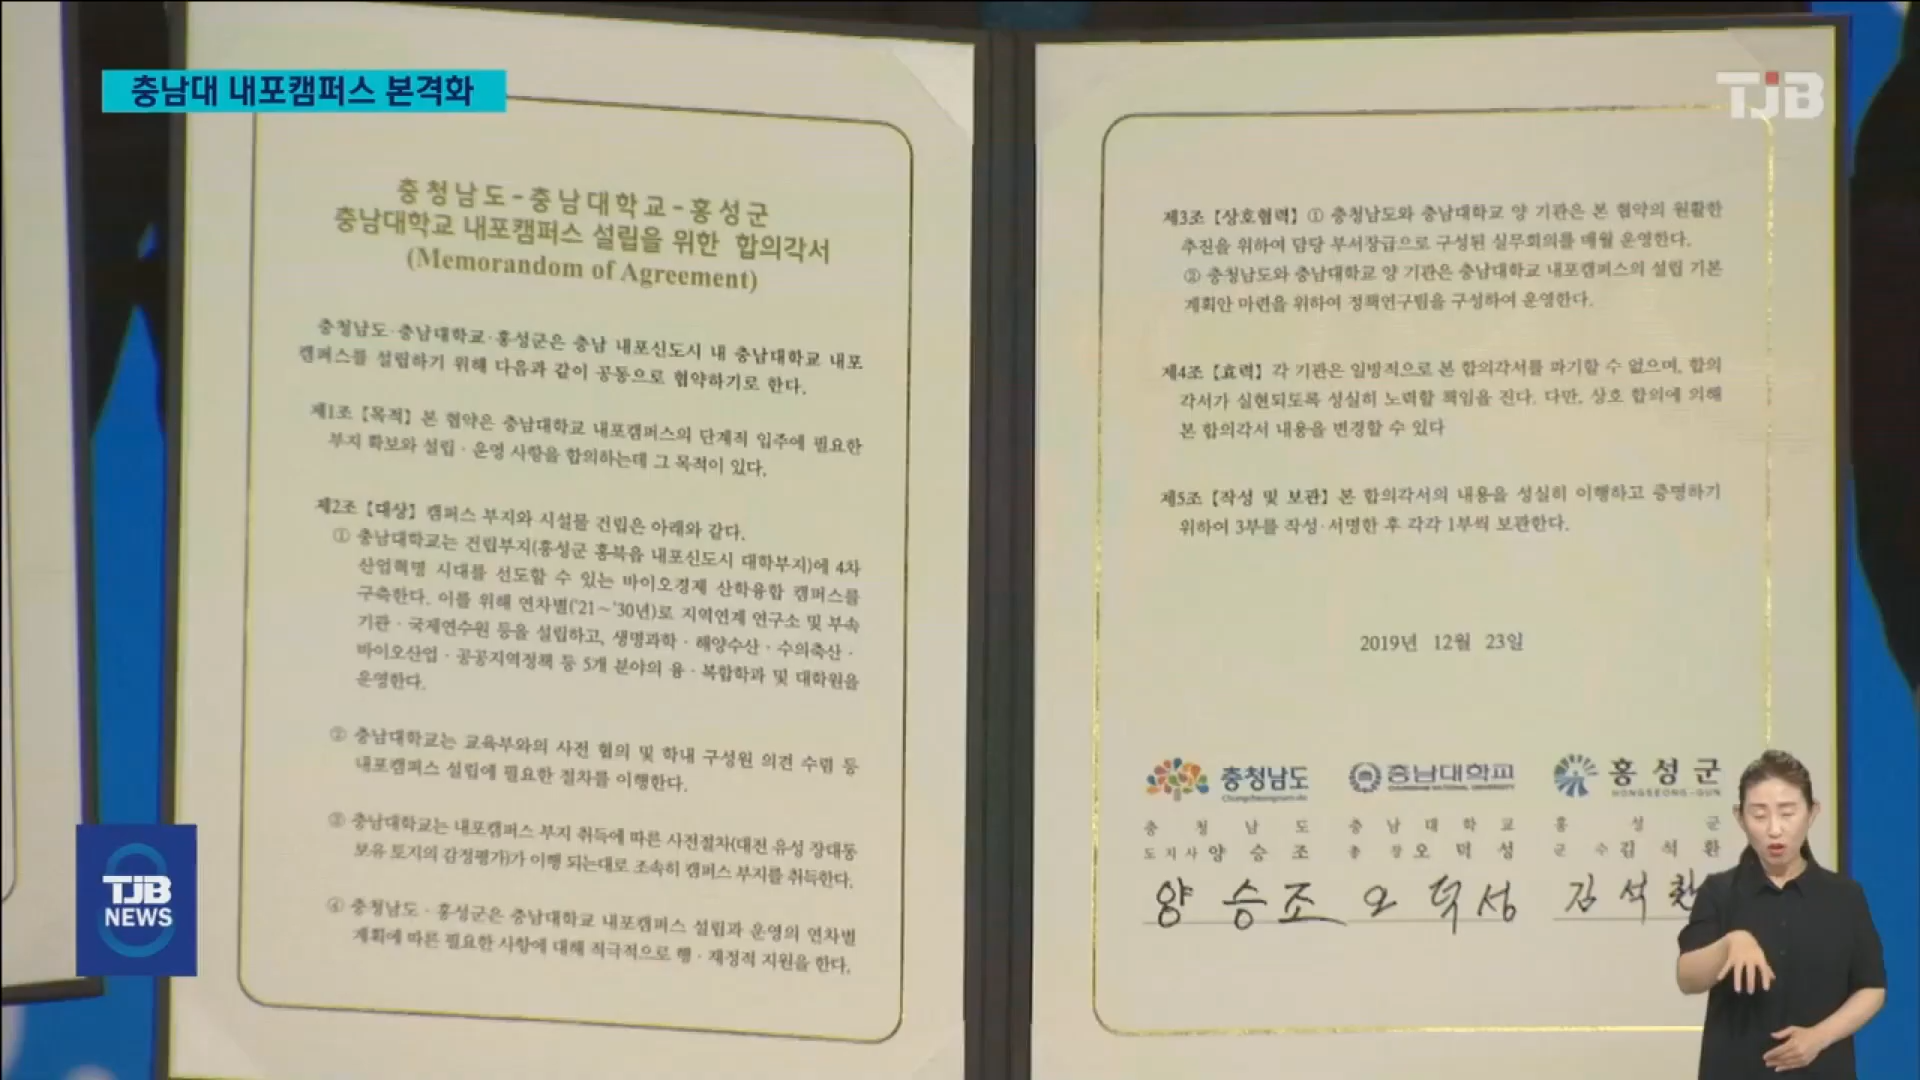 충남대 내포캠퍼스 본격화
TJB
충청남도-충남대학교-홍성군
충남대학교 내포캠퍼스 설립을 위한 합의각서
(Memorandom of Agreement)
충청남도·충남대학교·홍성군은 충남 내포신도시 내 충남대학교 내포
캠퍼스를 설립하기 위해 다음과 같이 공동으로 협약하기로 한다.
제1조【목적】본 협약은 충남대학교 내포캠퍼스의 단계적 입주에 필요한
부지 확보와 설립·운영 사항을 합의하는데 그 목적이 있다.
제2조【대상】캠퍼스 부지와 시설물 건립은 아래와 같다.
① 충남대학교는 건립부지(홍성군 홍북읍 내포신도시 대학부지)에 4차
산업혁명 시대를 선도할 수 있는 바이오경제 산학융합 캠퍼스를
구축한다. 이를 위해 연차별('21~'30년)로 지역연계 연구소 및 부속
기관·국제연수원 등을 설립하고, 생명과학·해양수산·수의축산·
바이오산업·공공지역정책 등 5개 분야의 융·복합학과 및 대학원을
운영한다.
② 충남대학교는 교육부와의 사전 협의 및 학내 구성원 의견 수렴 등
내포캠퍼스 설립에 필요한 절차를 이행한다.
③ 충남대학교는 내포캠퍼스 부지 취득에 따른 사전절차(대전 유성 장대동
보유 토지의 감정평가)가 이행 되는대로 조속히 캠퍼스 부지를 취득한다.
④ 충청남도·홍성군은 충남대학교 내포캠퍼스 설립과 운영의 연차별
계획에 따른 필요한 사항에 대해 적극적으로 행·재정적 지원을 한다.
제3조【상호협력】① 충청남도와 충남대학교 양 기관은 본 협약의 원활한
추진을 위하여 담당 부서장급으로 구성된 실무회의를 매월 운영한다.
② 충청남도와 충남대학교 양 기관은 충남대학교 내포캠퍼스의 설립 기본
계획안 마련을 위하여 정책연구팀을 구성하여 운영한다.
제4조【효력】각 기관은 일방적으로 본 합의각서를 파기할 수 없으며, 합의
각서가 실현되도록 성실히 노력할 책임을 진다. 다만, 상호 합의에 의해
본 합의각서 내용을 변경할 수 있다
제5조【작성 및 보관】본 합의각서의 내용을 성실히 이행하고 증명하기
위하여 3부를 작성·서명한 후 각각 1부씩 보관한다.
2019년 12월 23일
충청남도 충남대학교 홍성군
Chungcheongnam-do CHUNGNAM NATIONAL UNIVERSITY HONGSEONG-GUN
충청남도 충남대학교 홍성군
도지사 양승조 총장 오덕성 군수 김석환
양승조 오덕성 김석환
TJB
NEWS